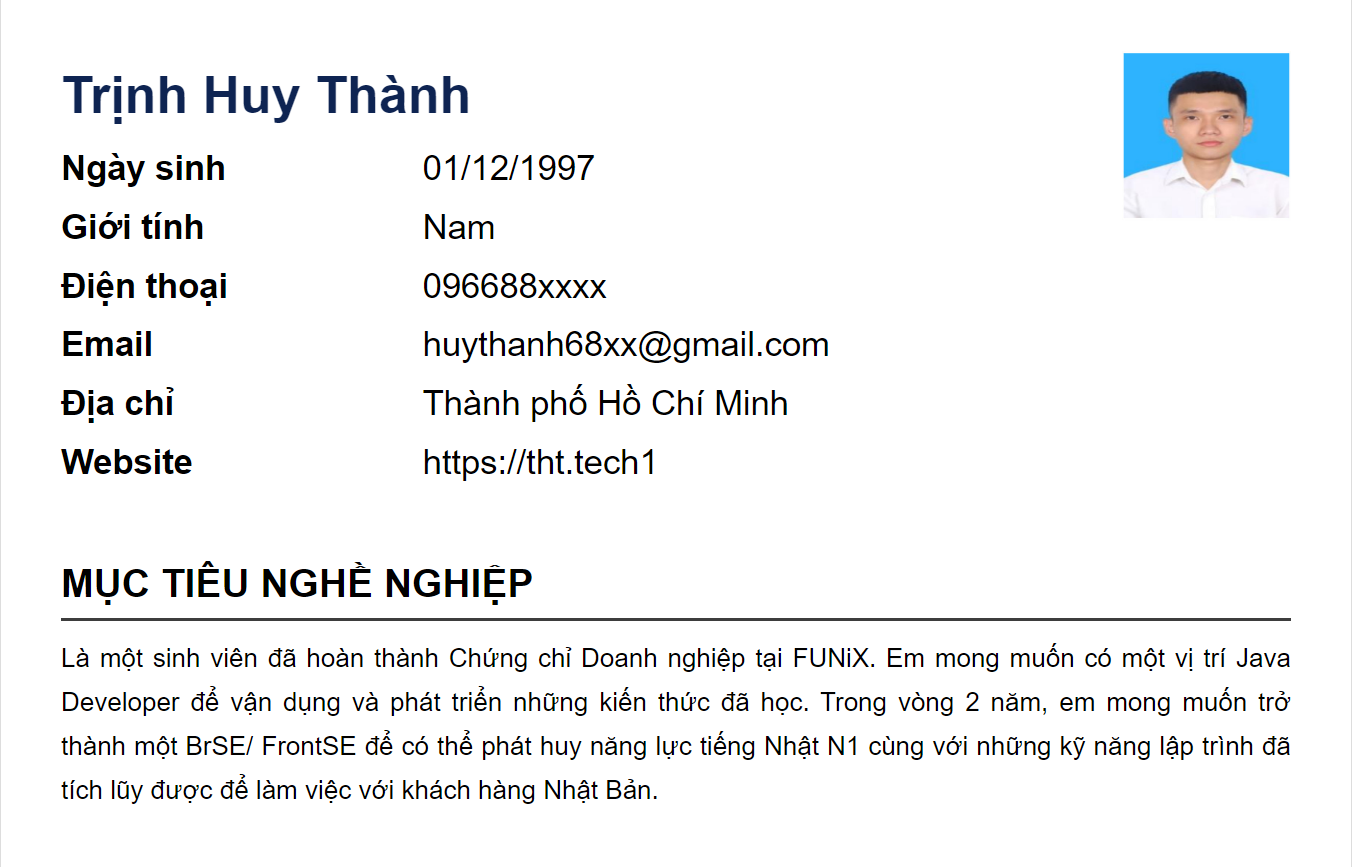 Trịnh Huy Thành
Ngày sinh 01/12/1997
Giới tính Nam
Điện thoại 096688xxxx
Email huythanh68xx@gmail.com
Địa chỉ Thành phố Hồ Chí Minh
Website https://tht.tech1
MỤC TIÊU NGHỀ NGHIỆP
Là một sinh viên đã hoàn thành Chứng chỉ Doanh nghiệp tại FUNiX. Em mong muốn có một vị trí Java
Developer để vận dụng và phát triển những kiến thức đã học. Trong vòng 2 năm, em mong muốn trở
thành một BrSE/ FrontSE để có thể phát huy năng lực tiếng Nhật N1 cùng với những kỹ năng lập trình đã
tích lũy được để làm việc với khách hàng Nhật Bản.